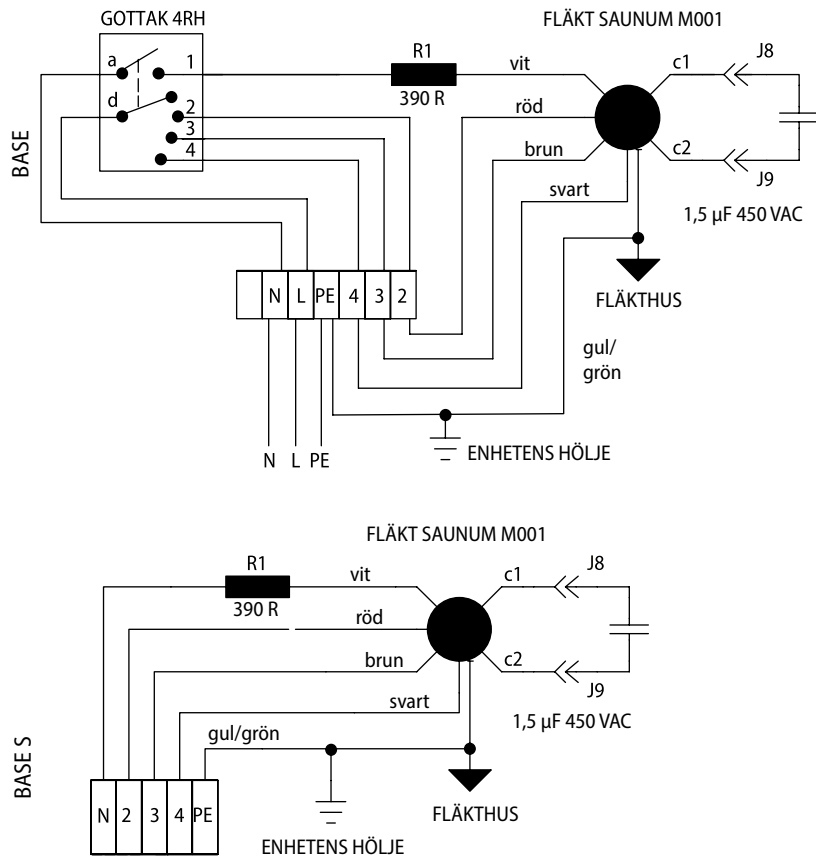 GOTTAK 4RH
FLÄKT SAUNUM M001
a
1
R1
390 R
vit
c1
J8
d
2
röd
3
brun
4
svart
c2
J9
1,5 µF 450 VAC
BASE
N L PE 4 3 2
FLÄKTHUS
gul/
grön
N L PE
ENHETENS HÖLJE
FLÄKT SAUNUM M001
R1
390 R
vit
c1
J8
röd
brun
c2
J9
svart
1,5 µF 450 VAC
gul/grön
BASE S
N 2 3 4 PE
FLÄKTHUS
ENHETENS HÖLJE